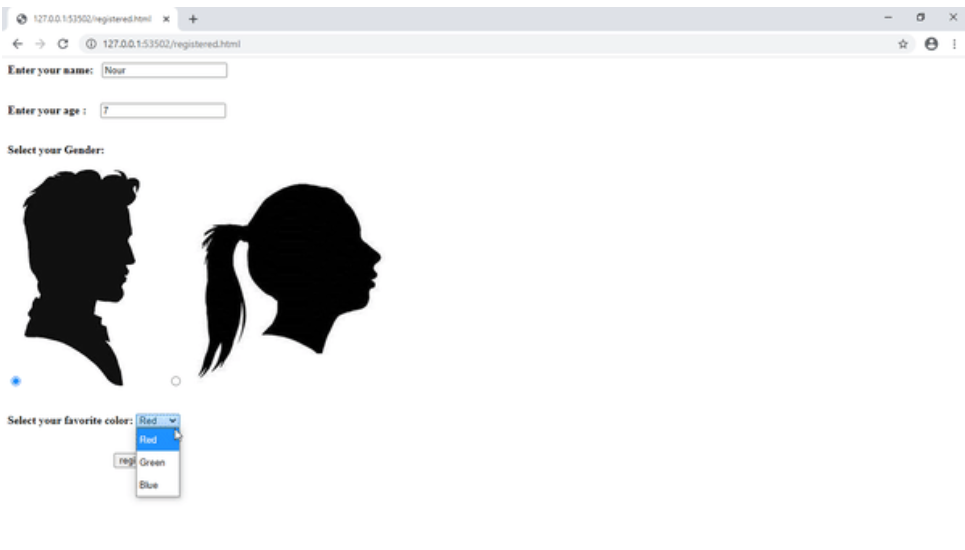 127.0.0.1:53502/registered.html
127.0.0.1:53502/registered.html
Enter your name: Nour
Enter your age : 7
Select your Gender:
Select your favorite color: Red
Red
regi
Green
Blue